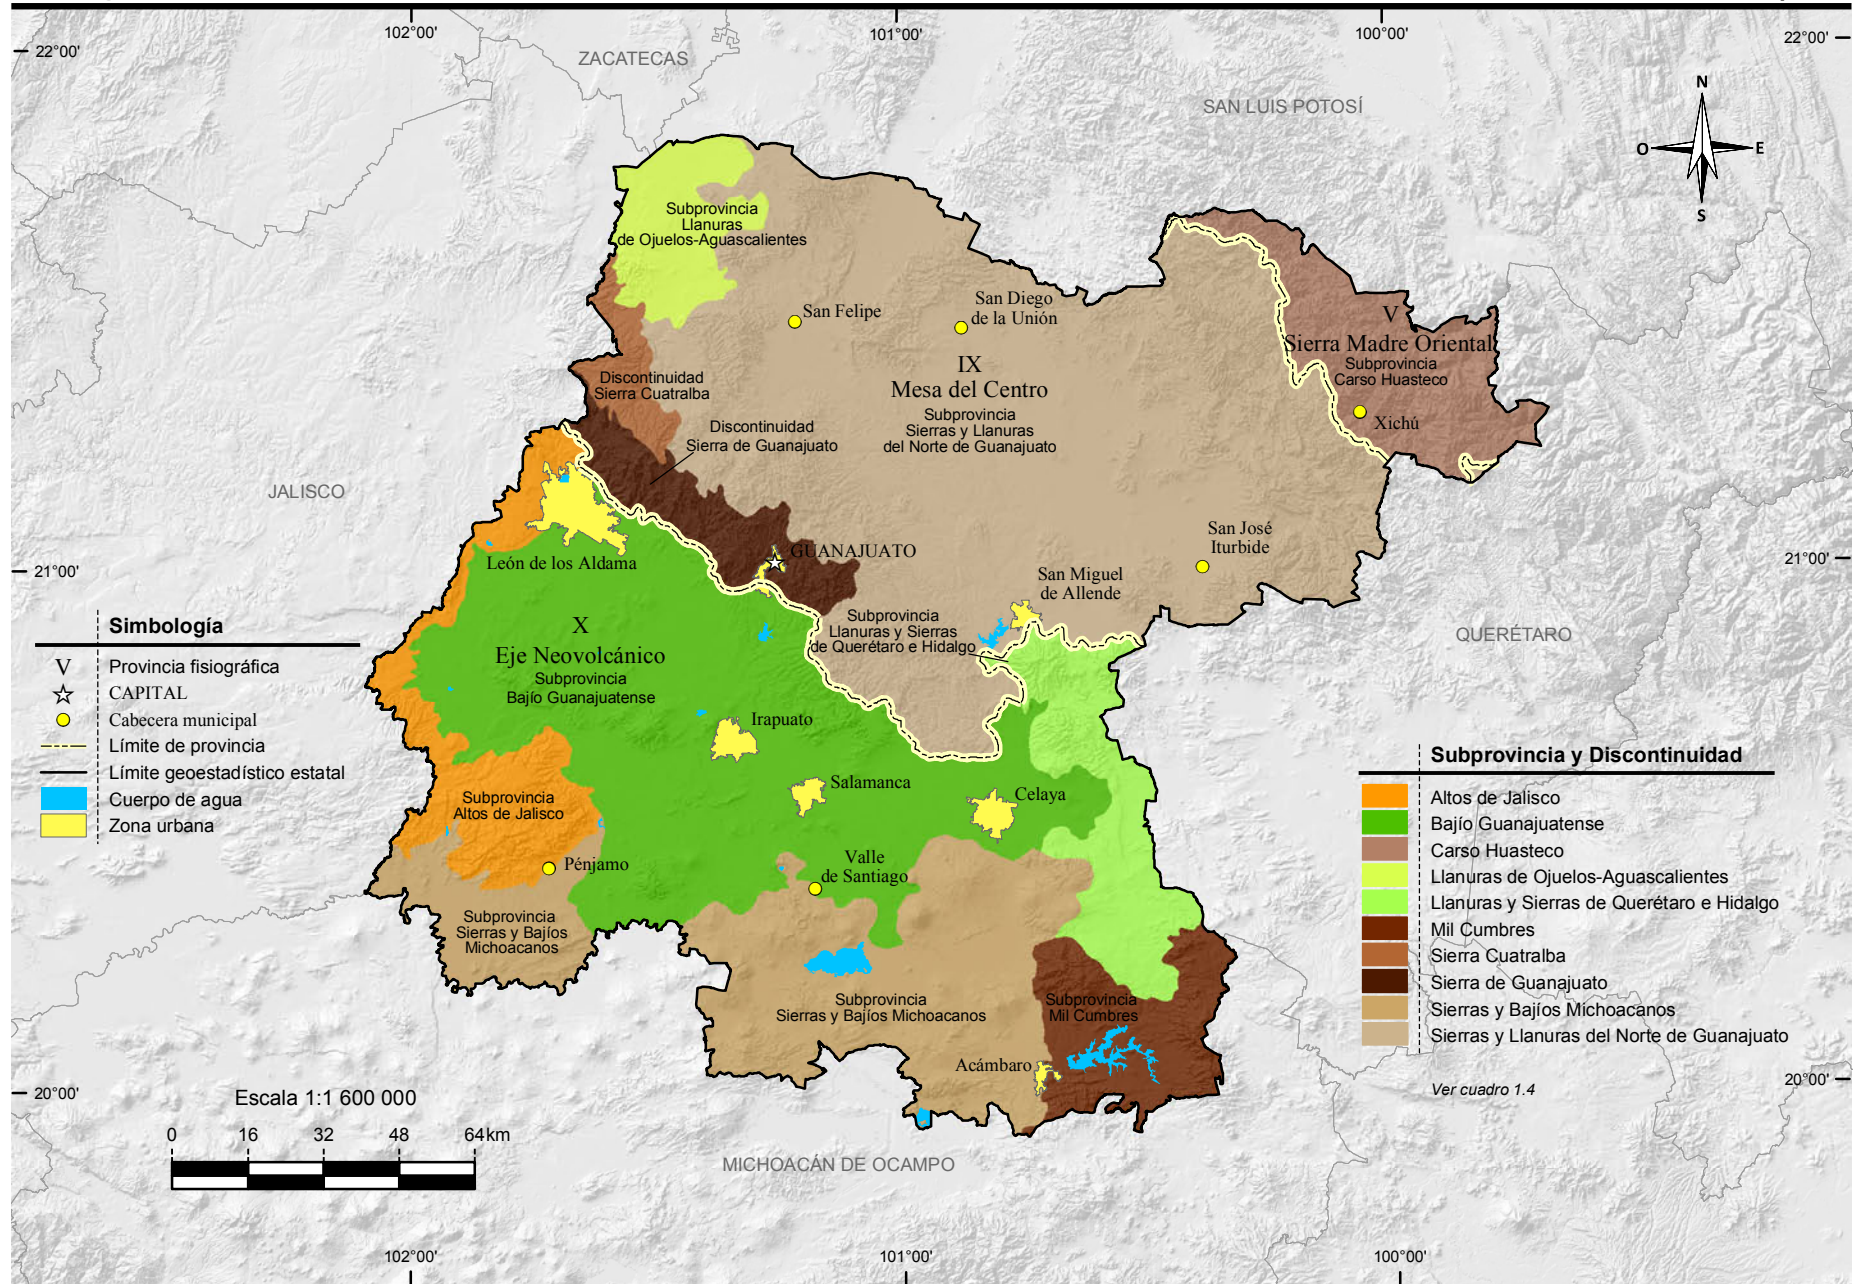 102°00'
101°00'
100°00'
22°00'
22°00'
ZACATECAS
SAN LUIS POTOSÍ
N
O
E
S
Subprovincia
Llanuras
de Ojuelos-Aguascalientes
San Felipe
San Diego
de la Unión
V
Sierra Madre Oriental
Subprovincia
Carso Huasteco
Xichú
IX
Mesa del Centro
Subprovincia
Sierras y Llanuras
del Norte de Guanajuato
Discontinuidad
Sierra Cuatralba
Discontinuidad
Sierra de Guanajuato
JALISCO
León de los Aldama
GUANAJUATO
San José
Iturbide
San Miguel
de Allende
21°00'
21°00'
Subprovincia
Llanuras y Sierras
de Querétaro e Hidalgo
QUERÉTARO
X
Eje Neovolcánico
Subprovincia
Bajío Guanajuatense
Irapuato
Salamanca
Celaya
Subprovincia
Altos de Jalisco
Pénjamo
Valle
de Santiago
Subprovincia
Sierras y Bajíos
Michoacanos
Subprovincia
Sierras y Bajíos Michoacanos
Subprovincia
Mil Cumbres
Acámbaro
MICHOACÁN DE OCAMPO
Simbología
V Provincia fisiográfica
CAPITAL
Cabecera municipal
Límite de provincia
Límite geoestadístico estatal
Cuerpo de agua
Zona urbana
Subprovincia y Discontinuidad
Altos de Jalisco
Bajío Guanajuatense
Carso Huasteco
Llanuras de Ojuelos-Aguascalientes
Llanuras y Sierras de Querétaro e Hidalgo
Mil Cumbres
Sierra Cuatralba
Sierra de Guanajuato
Sierras y Bajíos Michoacanos
Sierras y Llanuras del Norte de Guanajuato
Ver cuadro 1.4
20°00'
20°00'
Escala 1:1 600 000
0 16 32 48 64km
102°00'
101°00'
100°00'